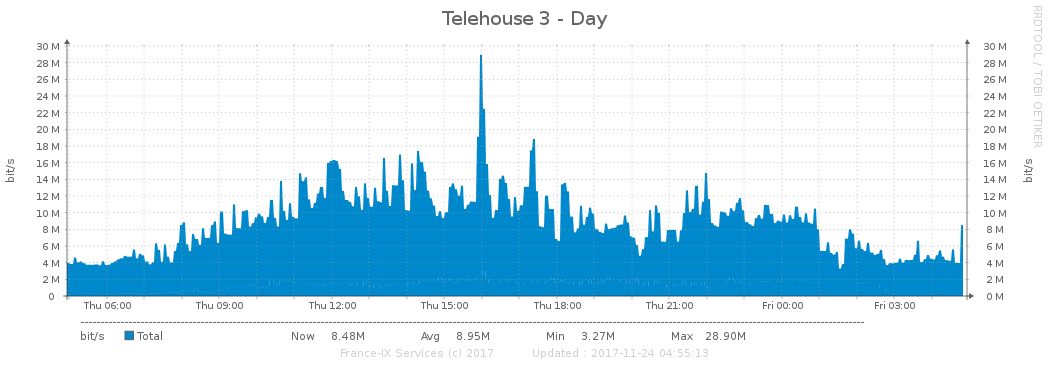 Telehouse 3 - Day
RRDTOOL / TOBI OETIKER
bit/s
30 M 30 M
28 M 28 M
26 M 26 M
24 M 24 M
22 M 22 M
20 M 20 M
18 M 18 M
16 M 16 M
14 M 14 M
12 M 12 M
10 M 10 M
8 M 8 M
6 M 6 M
4 M 4 M
2 M 2 M
0 0 M
bit/s
Thu 06:00 Thu 09:00 Thu 12:00 Thu 15:00 Thu 18:00 Thu 21:00 Fri 00:00 Fri 03:00
bit/s Total Now 8.48M Avg 8.95M Min 3.27M Max 28.90M
France-IX Services (c) 2017 Updated : 2017-11-24 04:55:13